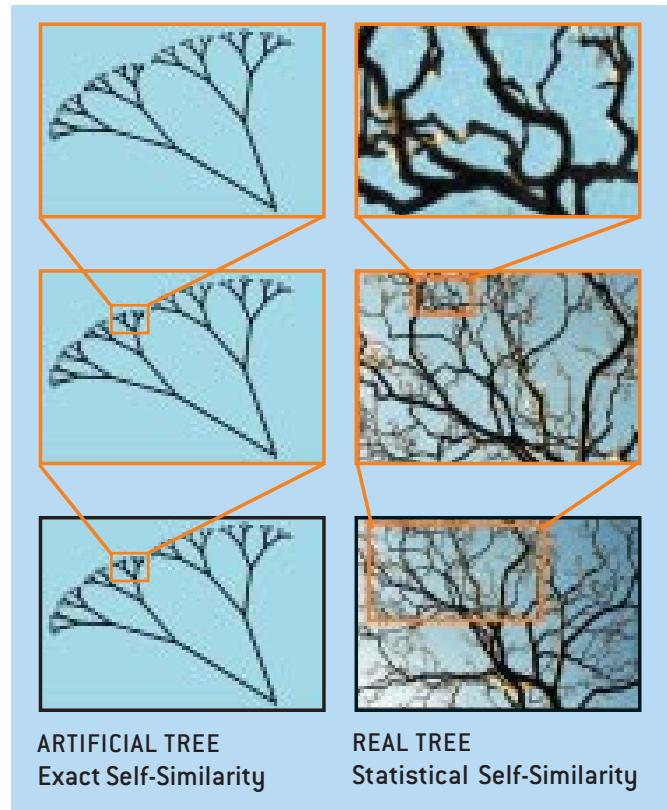 ARTIFICIAL TREE
Exact Self-Similarity
REAL TREE
Statistical Self-Similarity